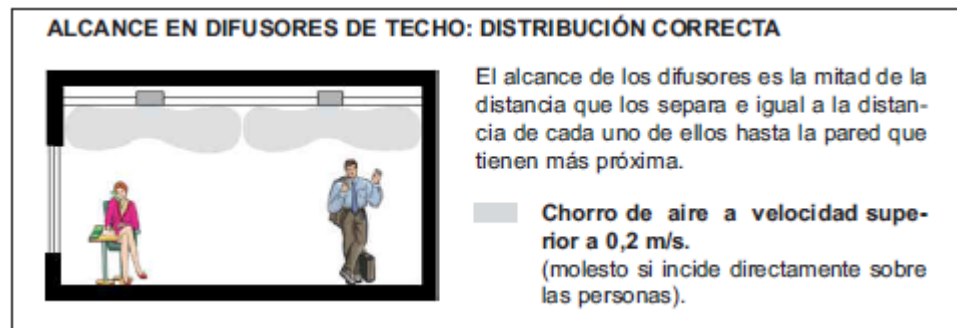 ALCANCE EN DIFUSORES DE TECHO: DISTRIBUCIÓN CORRECTA
El alcance de los difusores es la mitad de la
distancia que los separa e igual a la distan-
cia de cada uno de ellos hasta la pared que
tienen más próxima.
Chorro de aire a velocidad supe-
rior a 0,2 m/s.
(molesto si incide directamente sobre
las personas).